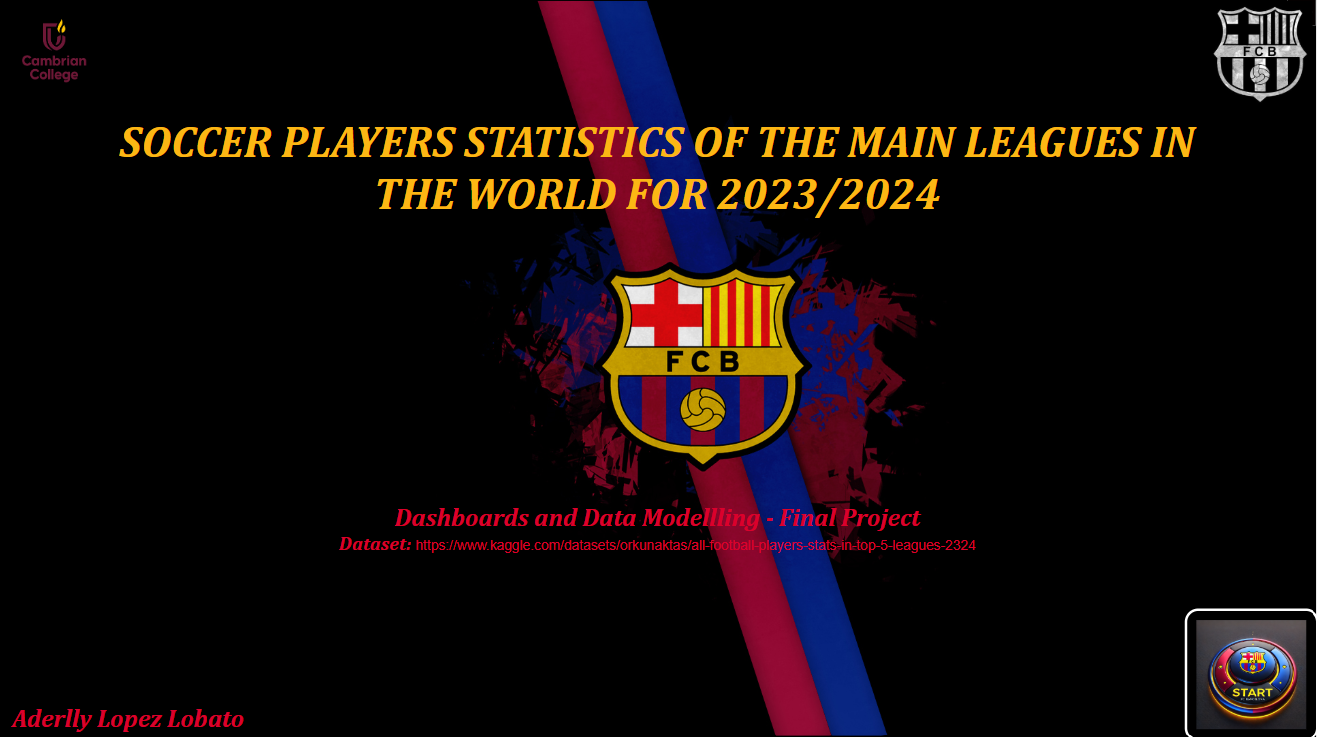 Cambrian
College
FCB
SOCCER PLAYERS STATISTICS OF THE MAIN LEAGUES IN
THE WORLD FOR 2023/2024
FCB
Dashboards and Data Modellling - Final Project
Dataset: https://www.kaggle.com/datasets/orkunaktas/all-football-players-stats-in-top-5-leagues-2324
START
Aderlly Lopez Lobato